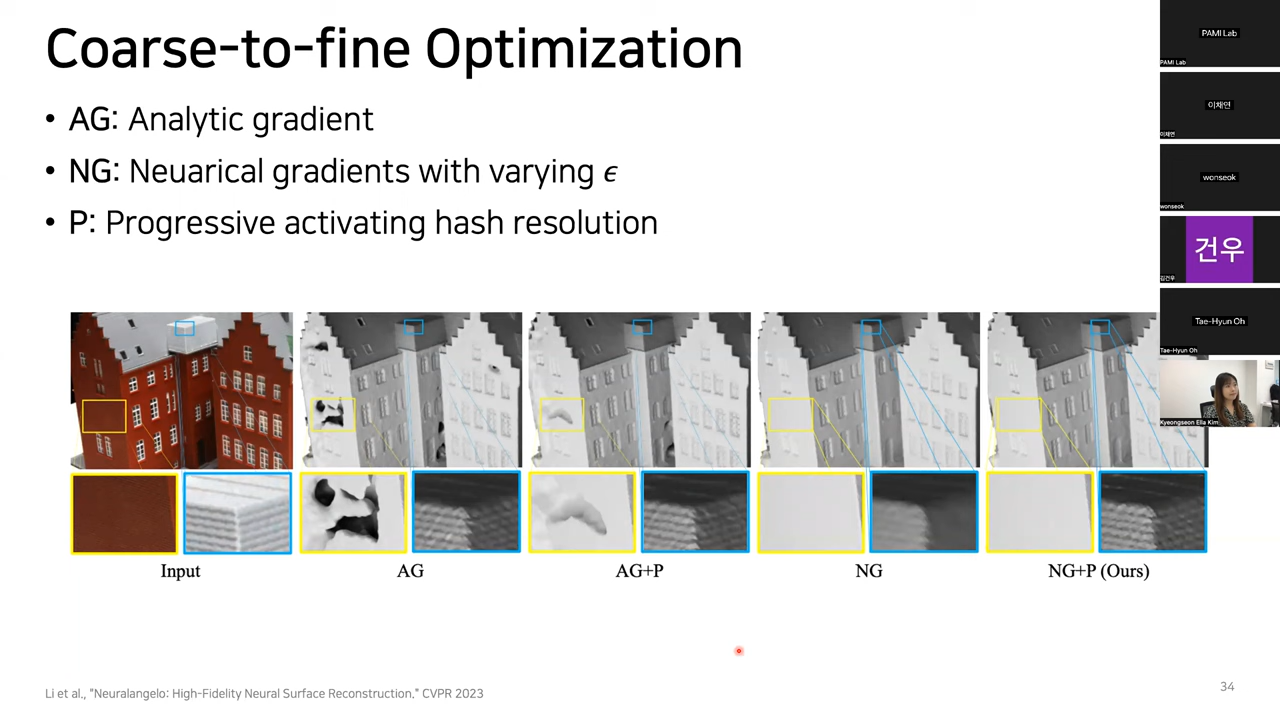 Coarse-to-fine Optimization
• AG: Analytic gradient
• NG: Neuarical gradients with varying ϵ
• P: Progressive activating hash resolution
Input
AG
AG+P
NG
NG+P (Ours)
Li et al., "Neuralangelo: High-Fidelity Neural Surface Reconstruction," CVPR 2023
34
PAMI Lab
PAMI Lab
이채연
이채연
wonseok
wonseok
건우
김건우
Tae-Hyun Oh
Tae-Hyun Oh
Kyeongseon Ella Kim